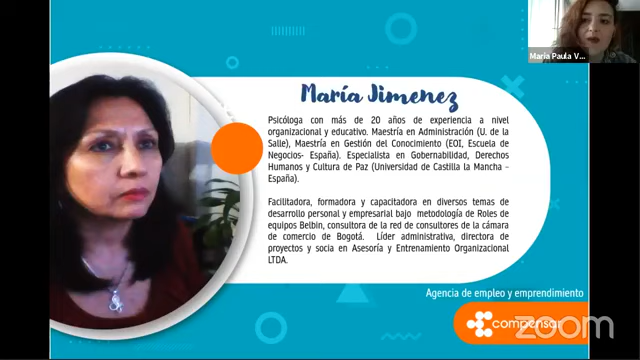 María Paula V...
María Jimenez
Psicóloga con más de 20 años de experiencia a nivel
organizacional y educativo. Maestría en Administración (U. de la
Salle), Maestría en Gestión del Conocimiento (EOI, Escuela de
Negocios- España). Especialista en Gobernabilidad, Derechos
Humanos y Cultura de Paz (Universidad de Castilla la Mancha -
España).
Facilitadora, formadora y capacitadora en diversos temas de
desarrollo personal y empresarial bajo metodología de Roles de
equipos Belbin, consultora de la red de consultores de la cámara
de comercio de Bogotá. Líder administrativa, directora de
proyectos y socia en Asesoría y Entrenamiento Organizacional
LTDA.
Agencia de empleo y emprendimiento
compensar
zoom